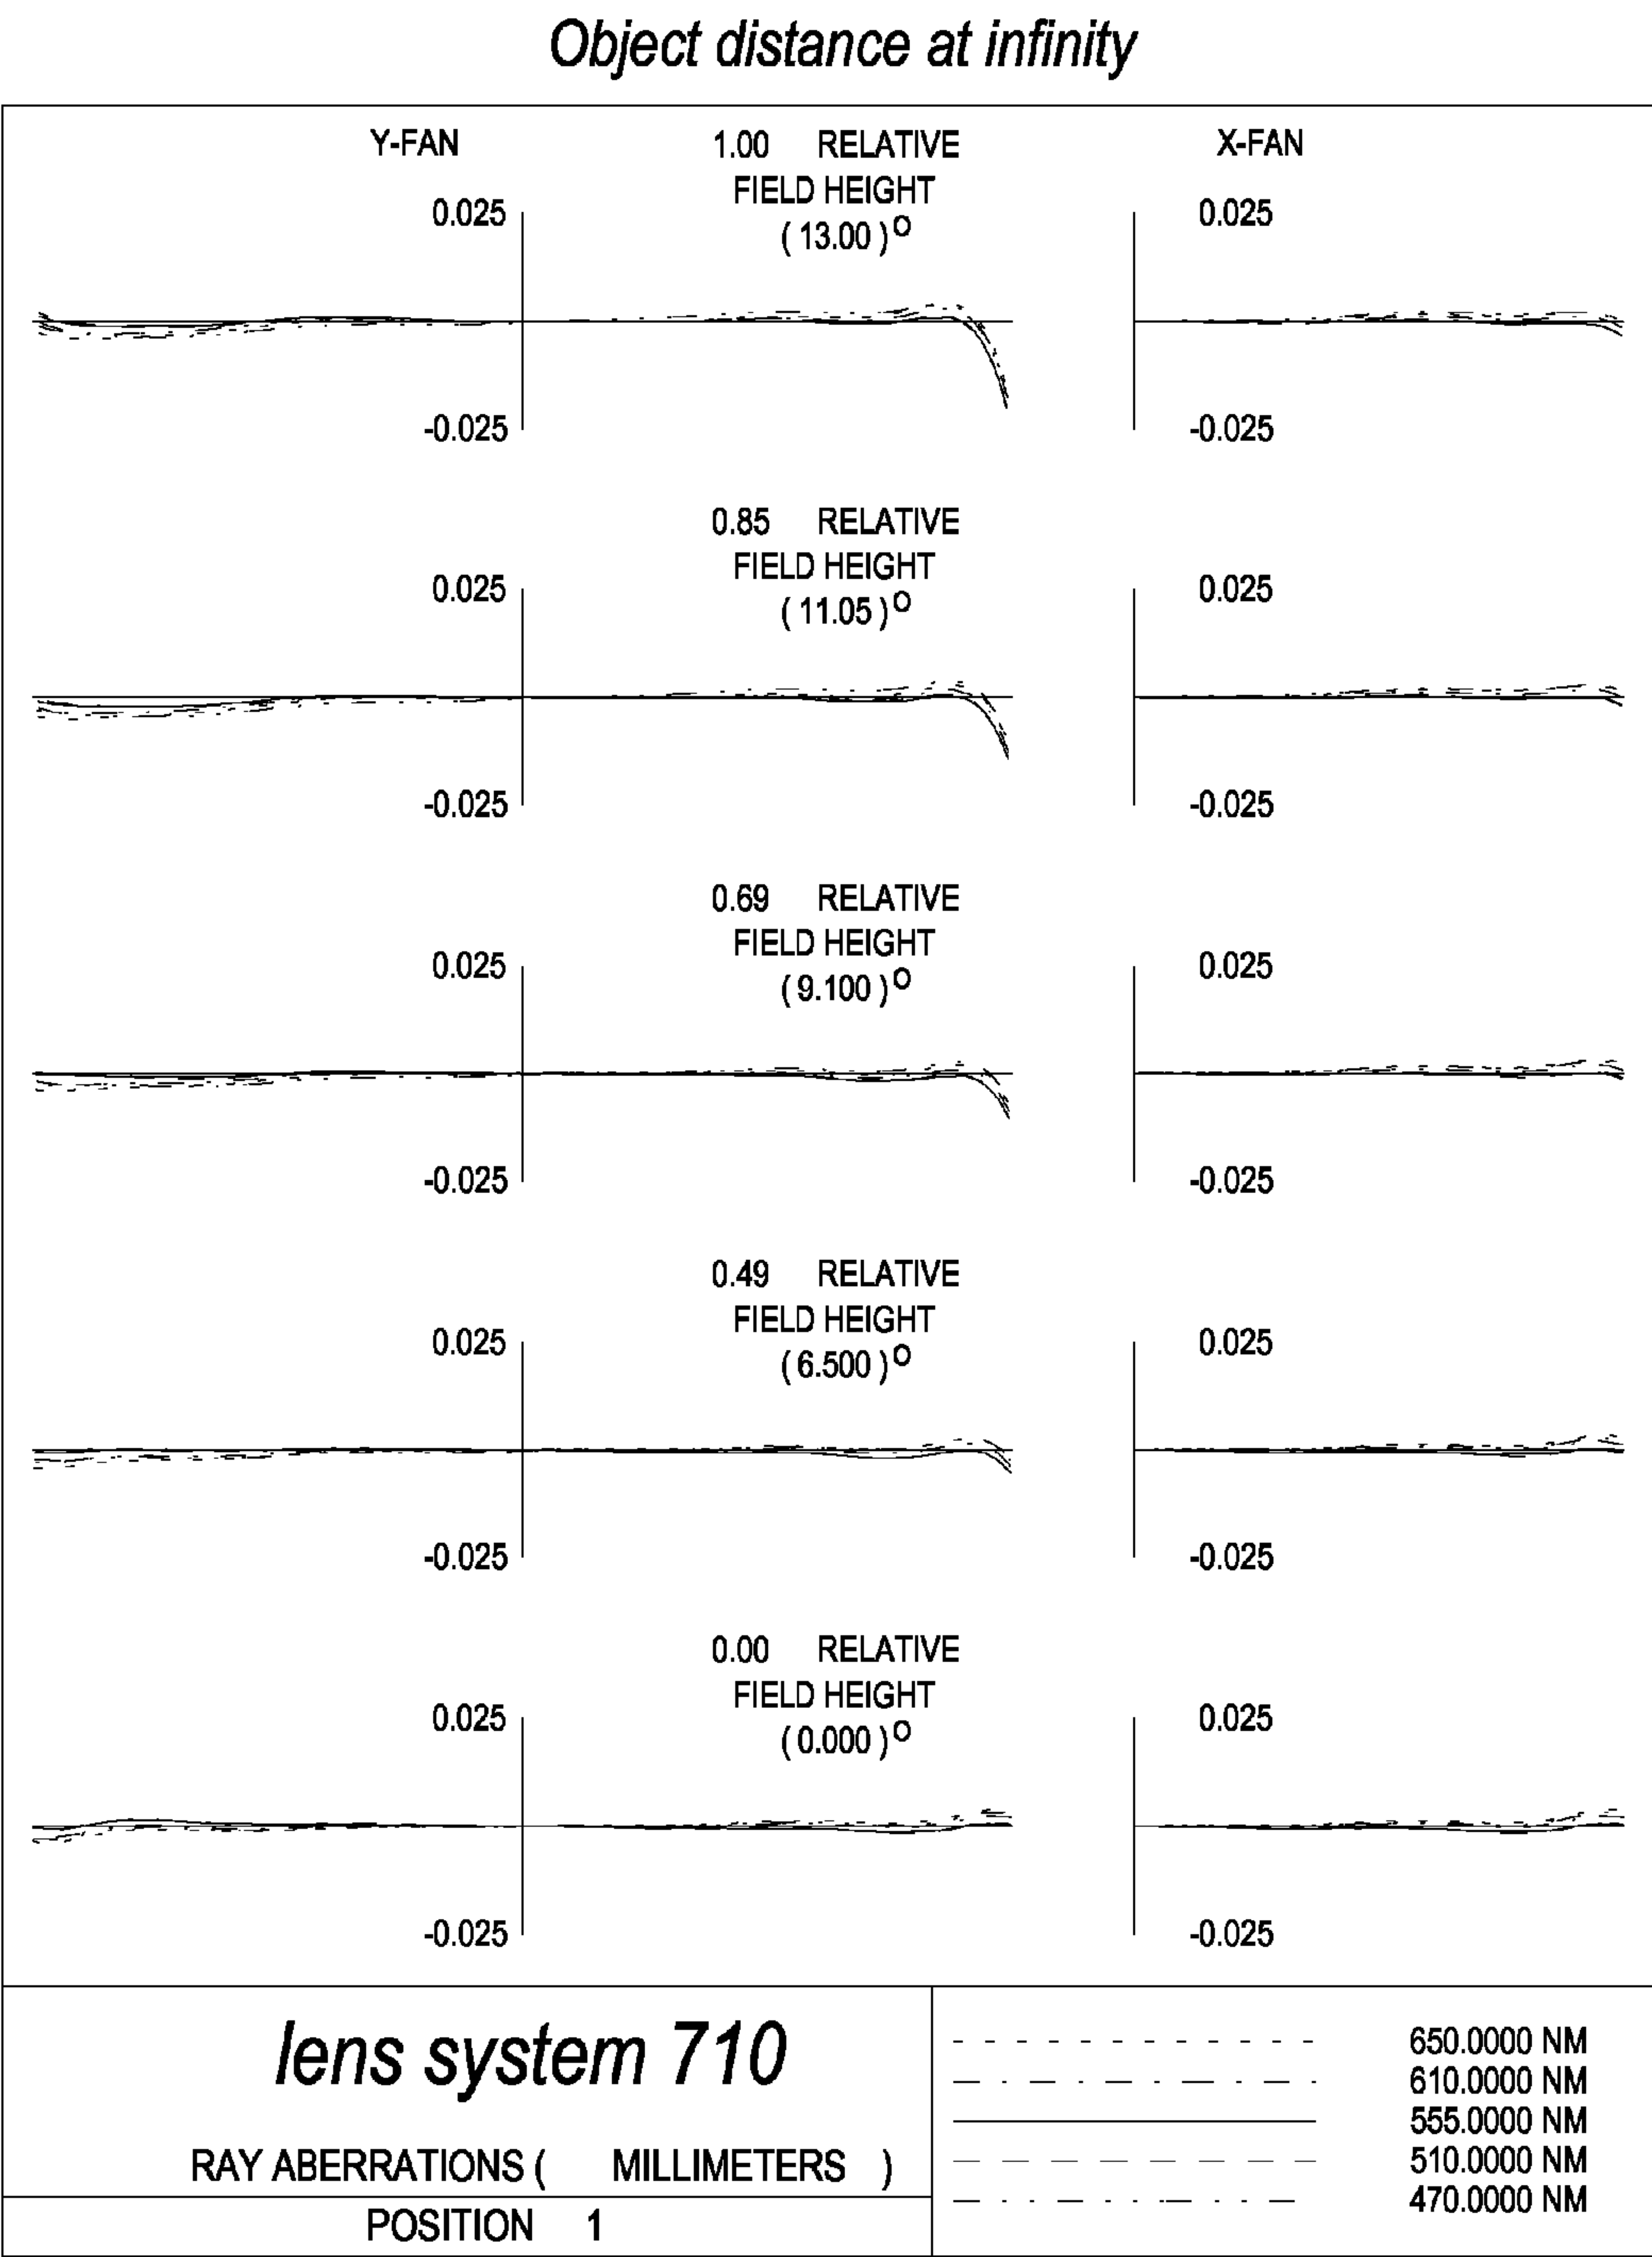 Object distance at infinity
Y-FAN 1.00 RELATIVE X-FAN
FIELD HEIGHT
0.025 ( 13.00 )O 0.025
-0.025 -0.025
0.85 RELATIVE
FIELD HEIGHT
0.025 ( 11.05 )O 0.025
-0.025 -0.025
0.69 RELATIVE
FIELD HEIGHT
0.025 ( 9.100 )O 0.025
-0.025 -0.025
0.49 RELATIVE
FIELD HEIGHT
0.025 ( 6.500 )O 0.025
-0.025 -0.025
0.00 RELATIVE
FIELD HEIGHT
0.025 ( 0.000 )O 0.025
-0.025 -0.025
lens system 710
RAY ABERRATIONS ( MILLIMETERS )
POSITION 1
650.0000 NM
610.0000 NM
555.0000 NM
510.0000 NM
470.0000 NM